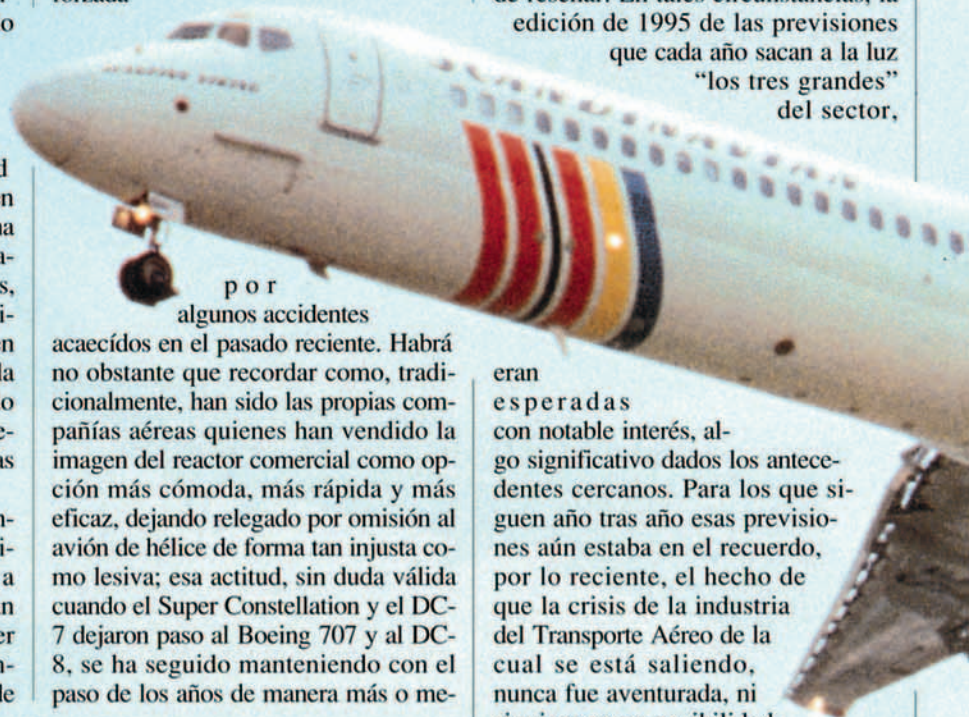 por
algunos accidentes
acaecídos en el pasado reciente. Habrá
no obstante que recordar como, tradi-
cionalmente, han sido las propias com-
pañías aéreas quienes han vendido la
imagen del reactor comercial como op-
ción más cómoda, más rápida y más
eficaz, dejando relegado por omisión al
avión de hélice de forma tan injusta co-
mo lesiva; esa actitud, sin duda válida
cuando el Super Constellation y el DC-
7 dejaron paso al Boeing 707 y al DC-
8, se ha seguido manteniendo con el
paso de los años de manera más o me-
de reseñar. En tales circunstancias, la
edición de 1995 de las previsiones
que cada año sacan a la luz
“los tres grandes”
del sector,
eran
esperadas
con notable interés, al-
go significativo dados los antece-
dentes cercanos. Para los que si-
guen año tras año esas previsio-
nes aún estaba en el recuerdo,
por lo reciente, el hecho de
que la crisis de la industria
del Transporte Aéreo de la
cual se está saliendo,
nunca fue aventurada, ni